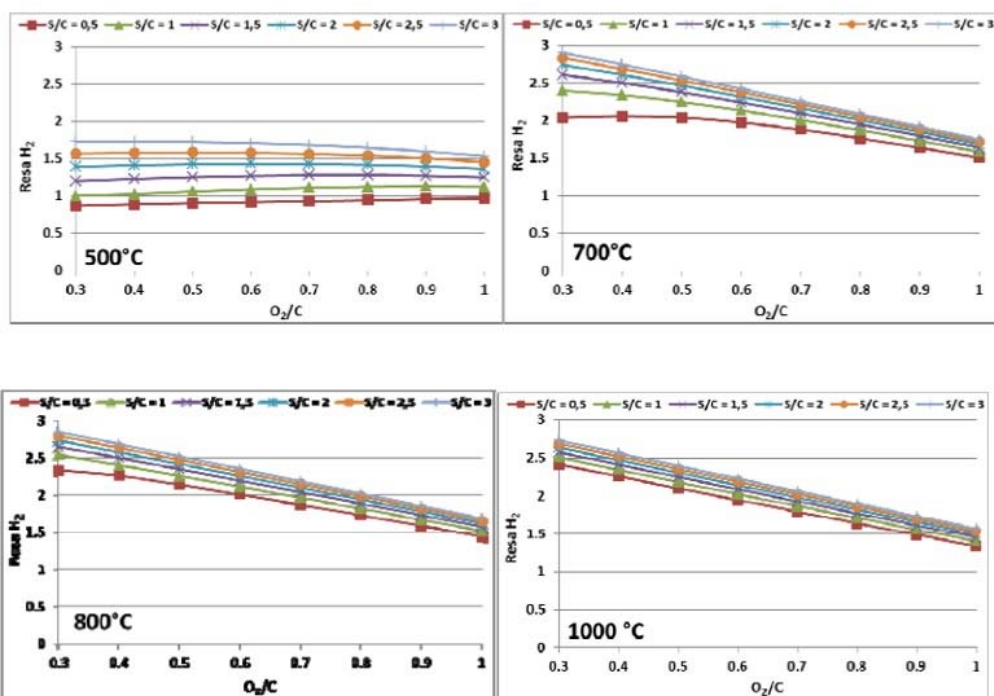 S/C = 0,5 S/C = 1 S/C = 1,5 S/C = 2 S/C = 2,5 S/C = 3
3
2.5
2
1.5
1
0.5
0
Resa H₂
500°C
0.3 0.4 0.5 0.6 0.7 0.8 0.9 1
O₂/C
S/C = 0,5 S/C = 1 S/C = 1,5 S/C = 2 S/C = 2,5 S/C = 3
3
2.5
2
1.5
1
0.5
0
Resa H₂
700°C
0.3 0.4 0.5 0.6 0.7 0.8 0.9 1
O₂/C
S/C = 0,5 S/C = 1 S/C = 1,5 S/C = 2 S/C = 2,5 S/C = 3
3
2.5
2
1.5
1
0.5
0
Resa H₂
800°C
0.3 0.4 0.5 0.6 0.7 0.8 0.9 1
O₂/C
S/C = 0,5 S/C = 1 S/C = 1,5 S/C = 2 S/C = 2,5 S/C = 3
3
2.5
2
1.5
1
0.5
0
Resa H₂
1000 °C
0.3 0.4 0.5 0.6 0.7 0.8 0.9 1
O₂/C